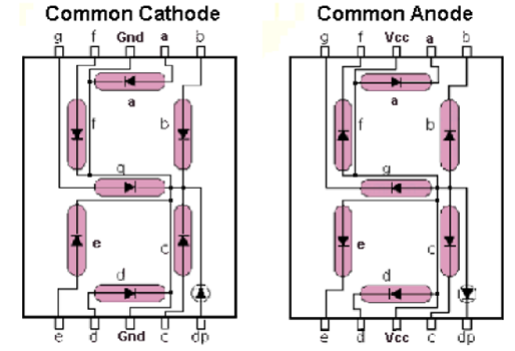 Common Cathode
Common Anode
g f Gnd a b
g f Vcc a b
a
a
f
b
f
b
g
g
e
c
e
c
d
d
e d Gnd c dp
e d Vcc c dp